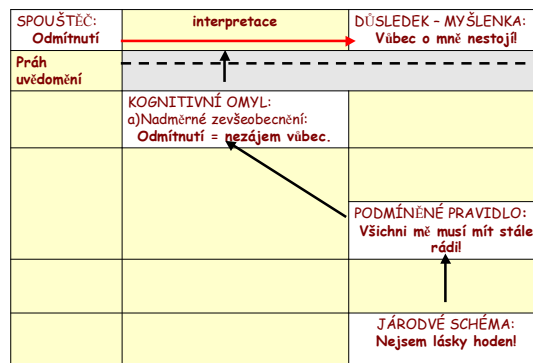 SPOUŠTĚČ:
Odmítnutí
interpretace
DŮSLEDEK – MYŠLENKA:
Vůbec o mně nestojí!
Práh
uvědomění
KOGNITIVNÍ OMYL:
a)Nadměrné zevšeobecnění:
Odmítnutí = nezájem vůbec.
PODMÍNĚNÉ PRAVIDLO:
Všichni mě musí mít stále
rádi!
JÁRODVÉ SCHÉMA:
Nejsem lásky hoden!